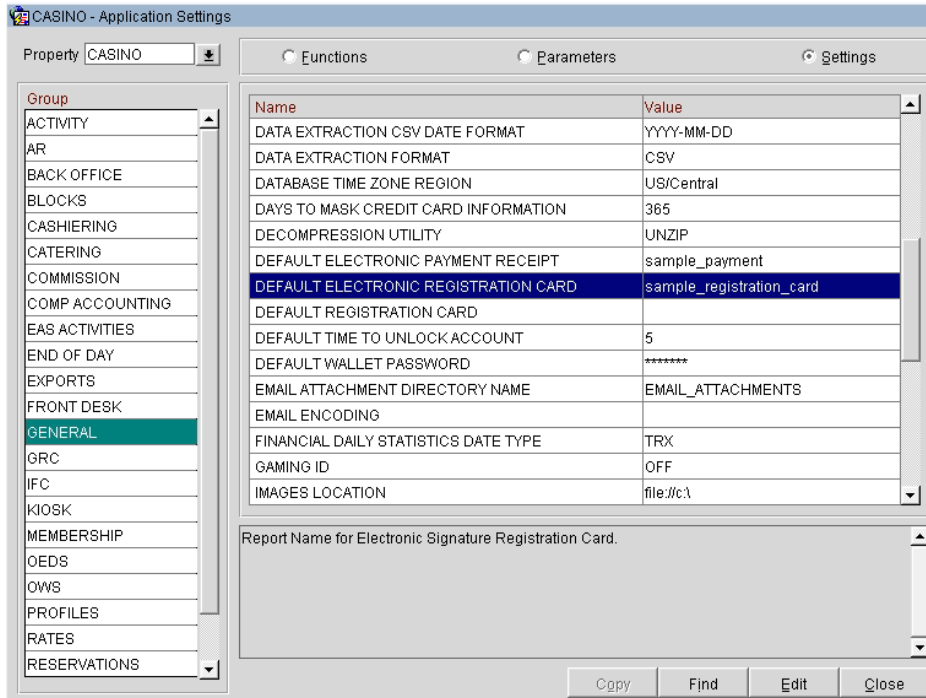 CASINO - Application Settings
Property CASINO
Functions Parameters Settings
Group
ACTIVITY
AR
BACK OFFICE
BLOCKS
CASHIERING
CATERING
COMMISSION
COMP ACCOUNTING
EAS ACTIVITIES
END OF DAY
EXPORTS
FRONT DESK
GENERAL
GRC
IFC
KIOSK
MEMBERSHIP
OEDS
OWS
PROFILES
RATES
RESERVATIONS
Name Value
DATA EXTRACTION CSV DATE FORMAT YYYY-MM-DD
DATA EXTRACTION FORMAT CSV
DATABASE TIME ZONE REGION US/Central
DAYS TO MASK CREDIT CARD INFORMATION 365
DECOMPRESSION UTILITY UNZIP
DEFAULT ELECTRONIC PAYMENT RECEIPT sample_payment
DEFAULT ELECTRONIC REGISTRATION CARD sample_registration_card
DEFAULT REGISTRATION CARD
DEFAULT TIME TO UNLOCK ACCOUNT 5
DEFAULT WALLET PASSWORD *******
EMAIL ATTACHMENT DIRECTORY NAME EMAIL_ATTACHMENTS
EMAIL ENCODING
FINANCIAL DAILY STATISTICS DATE TYPE TRX
GAMING ID OFF
IMAGES LOCATION file://c:\
Report Name for Electronic Signature Registration Card.
Copy Find Edit Close